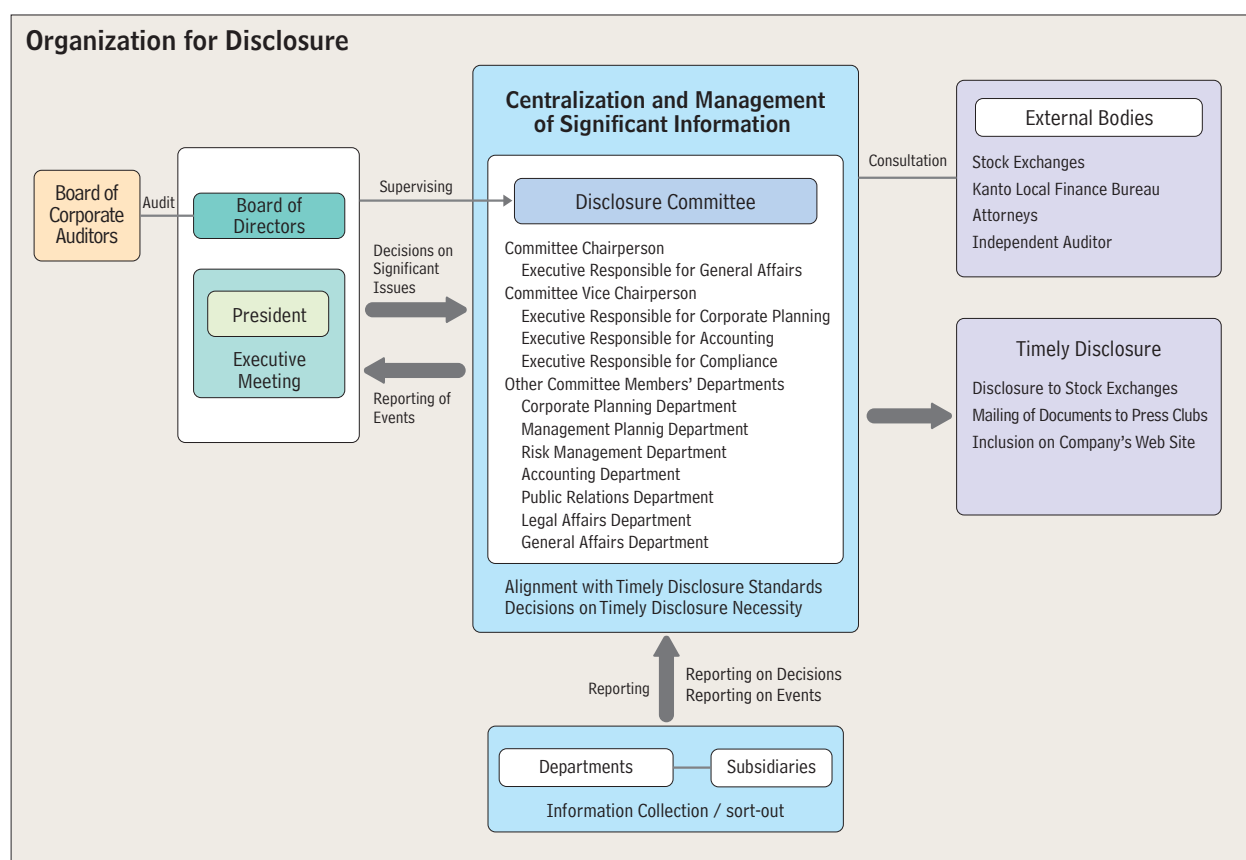 Organization for Disclosure
Board of
Corporate
Auditors
Audit
Board of
Directors
President
Executive
Meeting
Supervising
Decisions on
Significant
Issues
Reporting of
Events
Centralization and Management
of Significant Information
Disclosure Committee
Committee Chairperson
Executive Responsible for General Affairs
Committee Vice Chairperson
Executive Responsible for Corporate Planning
Executive Responsible for Accounting
Executive Responsible for Compliance
Other Committee Members' Departments
Corporate Planning Department
Management Plannig Department
Risk Management Department
Accounting Department
Public Relations Department
Legal Affairs Department
General Affairs Department
Alignment with Timely Disclosure Standards
Decisions on Timely Disclosure Necessity
Consultation
External Bodies
Stock Exchanges
Kanto Local Finance Bureau
Attorneys
Independent Auditor
Timely Disclosure
Disclosure to Stock Exchanges
Mailing of Documents to Press Clubs
Inclusion on Company's Web Site
Reporting
Reporting on Decisions
Reporting on Events
Departments
Subsidiaries
Information Collection / sort-out